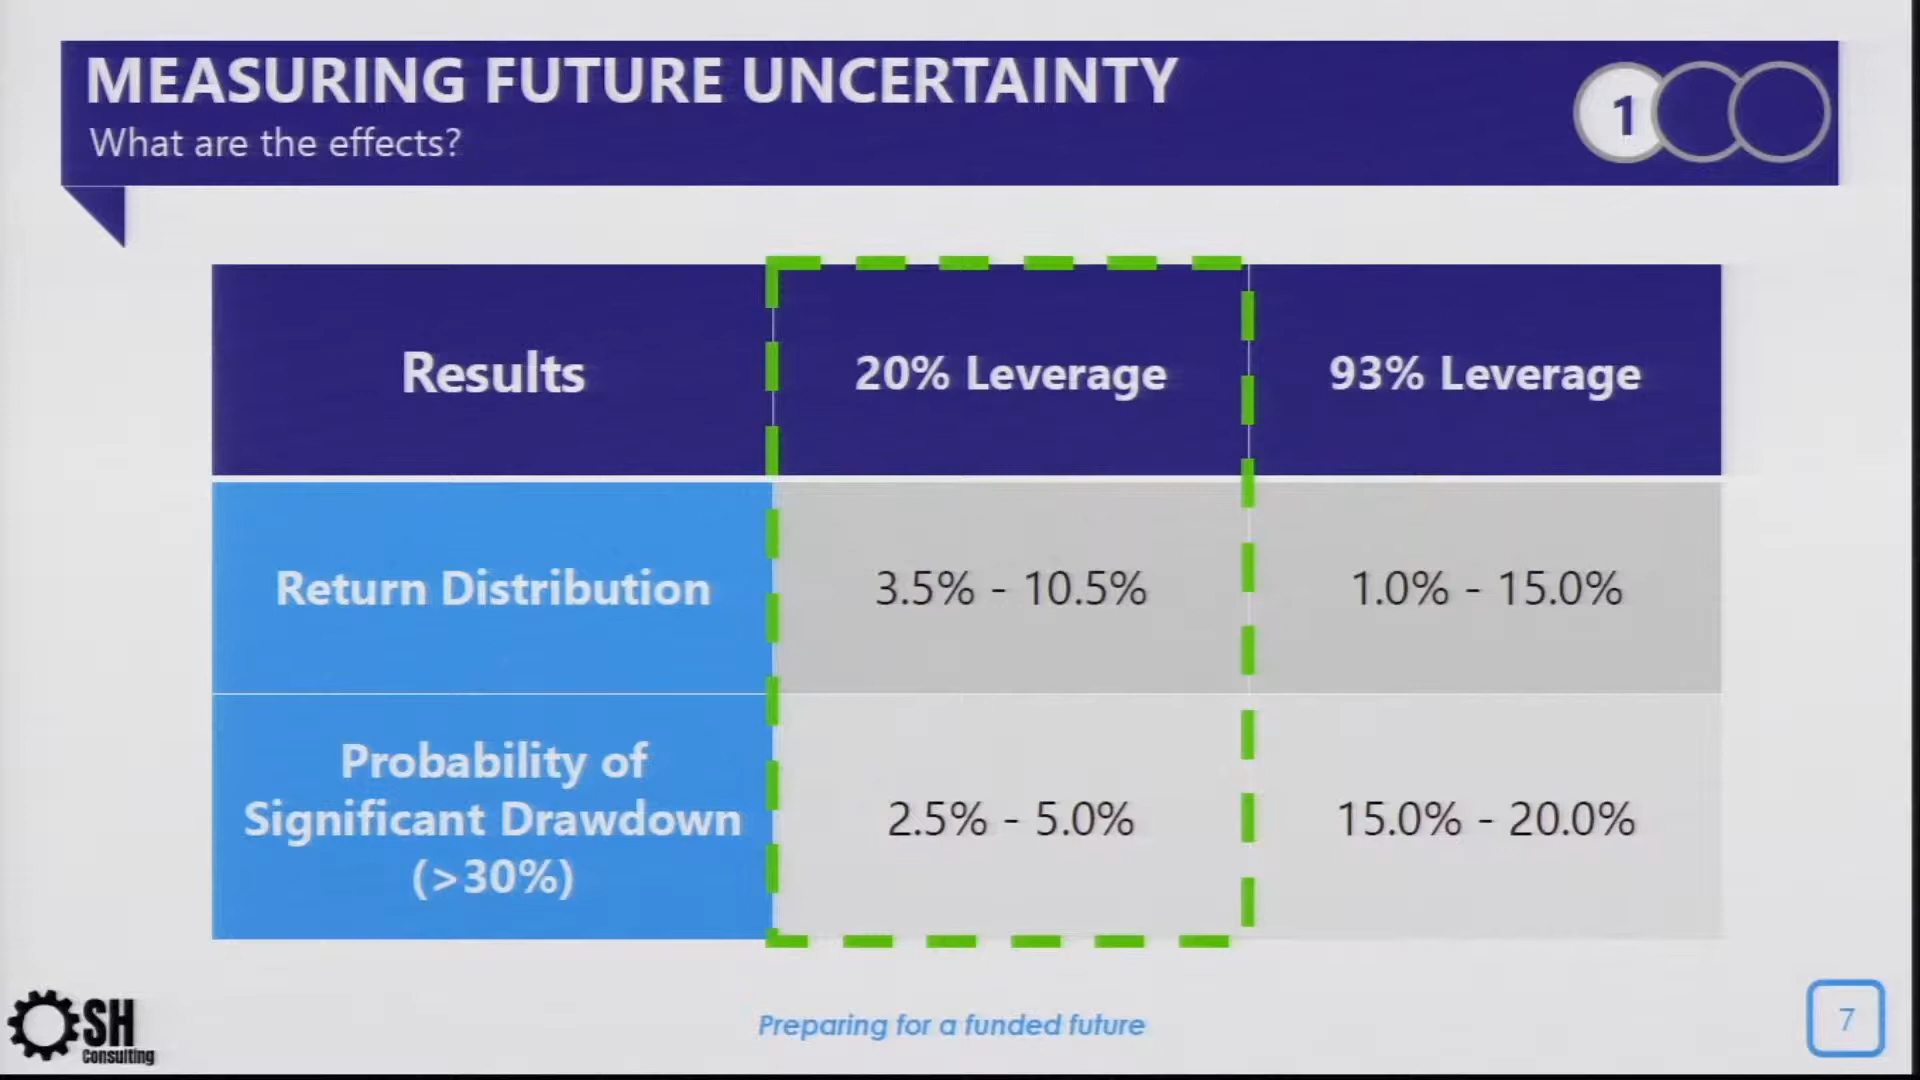 MEASURING FUTURE UNCERTAINTY
What are the effects?
1
Results
20% Leverage
93% Leverage
Return Distribution
3.5% - 10.5%
1.0% - 15.0%
Probability of
Significant Drawdown
(>30%)
2.5% - 5.0%
15.0% - 20.0%
SH
Consulting
Preparing for a funded future
7